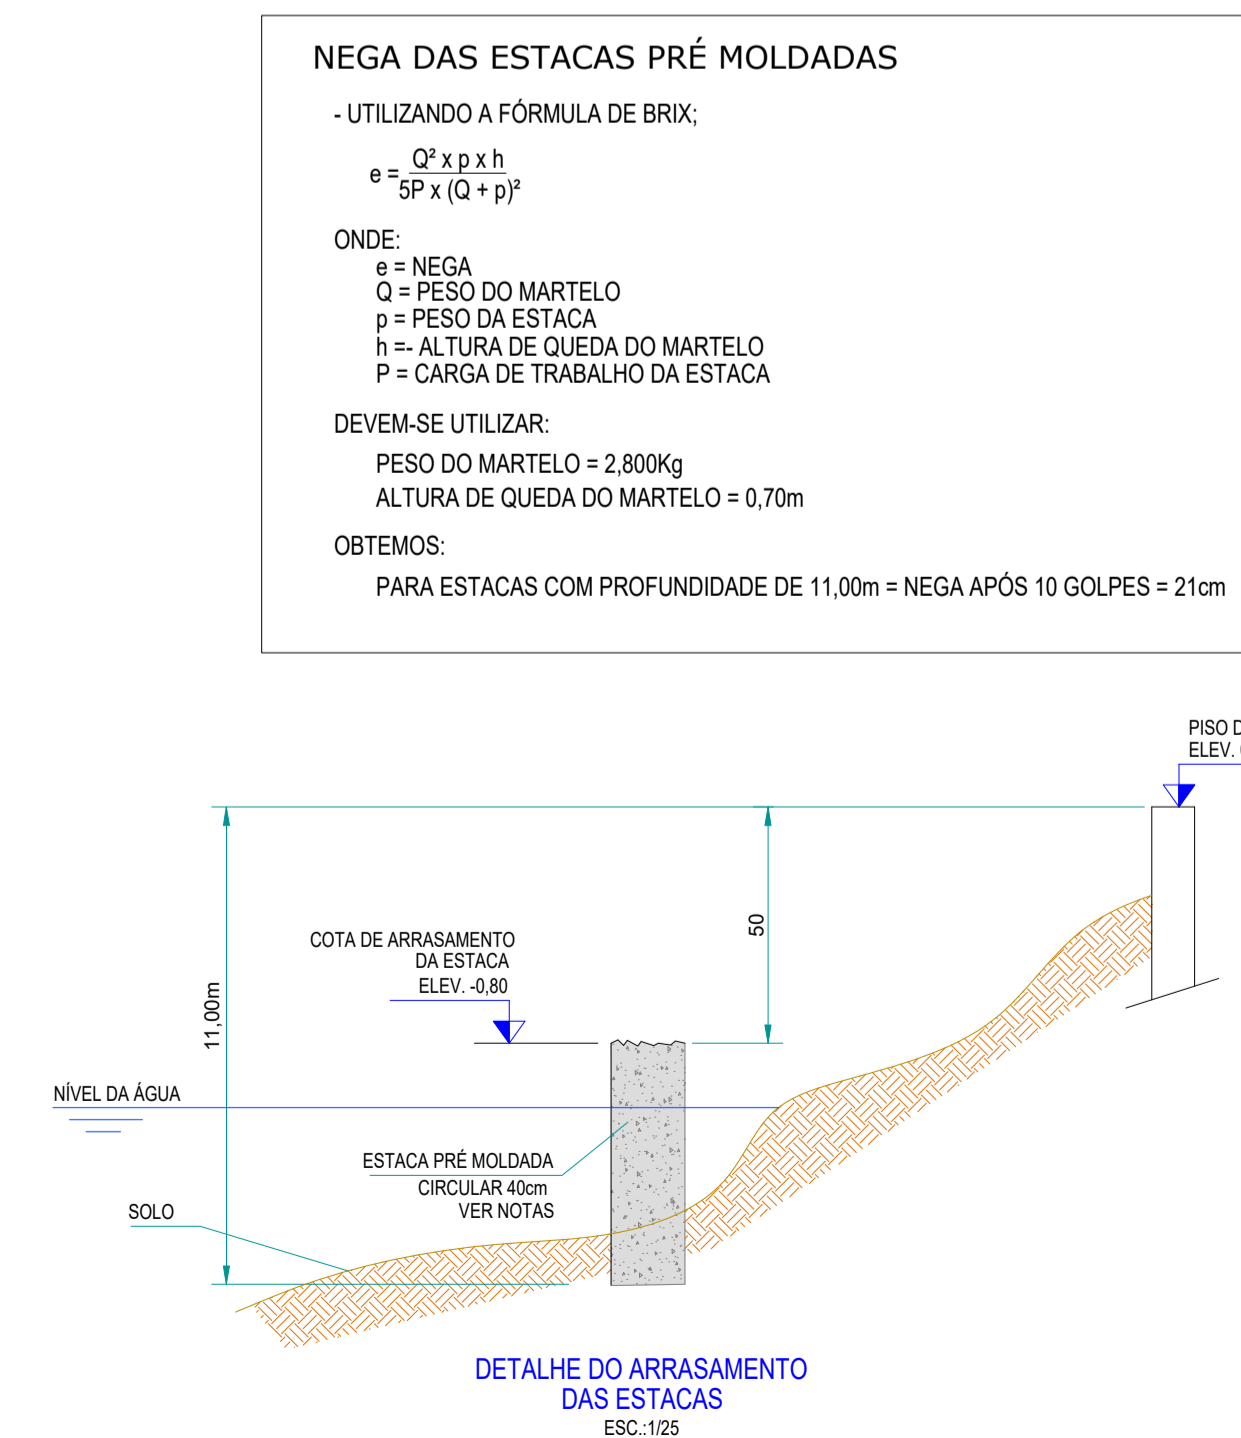 NEGA DAS ESTACAS PRÉ MOLDADAS
- UTILIZANDO A FÓRMULA DE BRIX;
e = Q² x p x h
5P x (Q + p)²
ONDE:
e = NEGA
Q = PESO DO MARTELO
p = PESO DA ESTACA
h =- ALTURA DE QUEDA DO MARTELO
P = CARGA DE TRABALHO DA ESTACA
DEVEM-SE UTILIZAR:
PESO DO MARTELO = 2,800Kg
ALTURA DE QUEDA DO MARTELO = 0,70m
OBTEMOS:
PARA ESTACAS COM PROFUNDIDADE DE 11,00m = NEGA APÓS 10 GOLPES = 21cm
PISO
ELEV.
50
COTA DE ARRASAMENTO
DA ESTACA
ELEV. -0,80
11,00m
NÍVEL DA ÁGUA
ESTACA PRÉ MOLDADA
CIRCULAR 40cm
VER NOTAS
SOLO
DETALHE DO ARRASAMENTO
DAS ESTACAS
ESC.:1/25